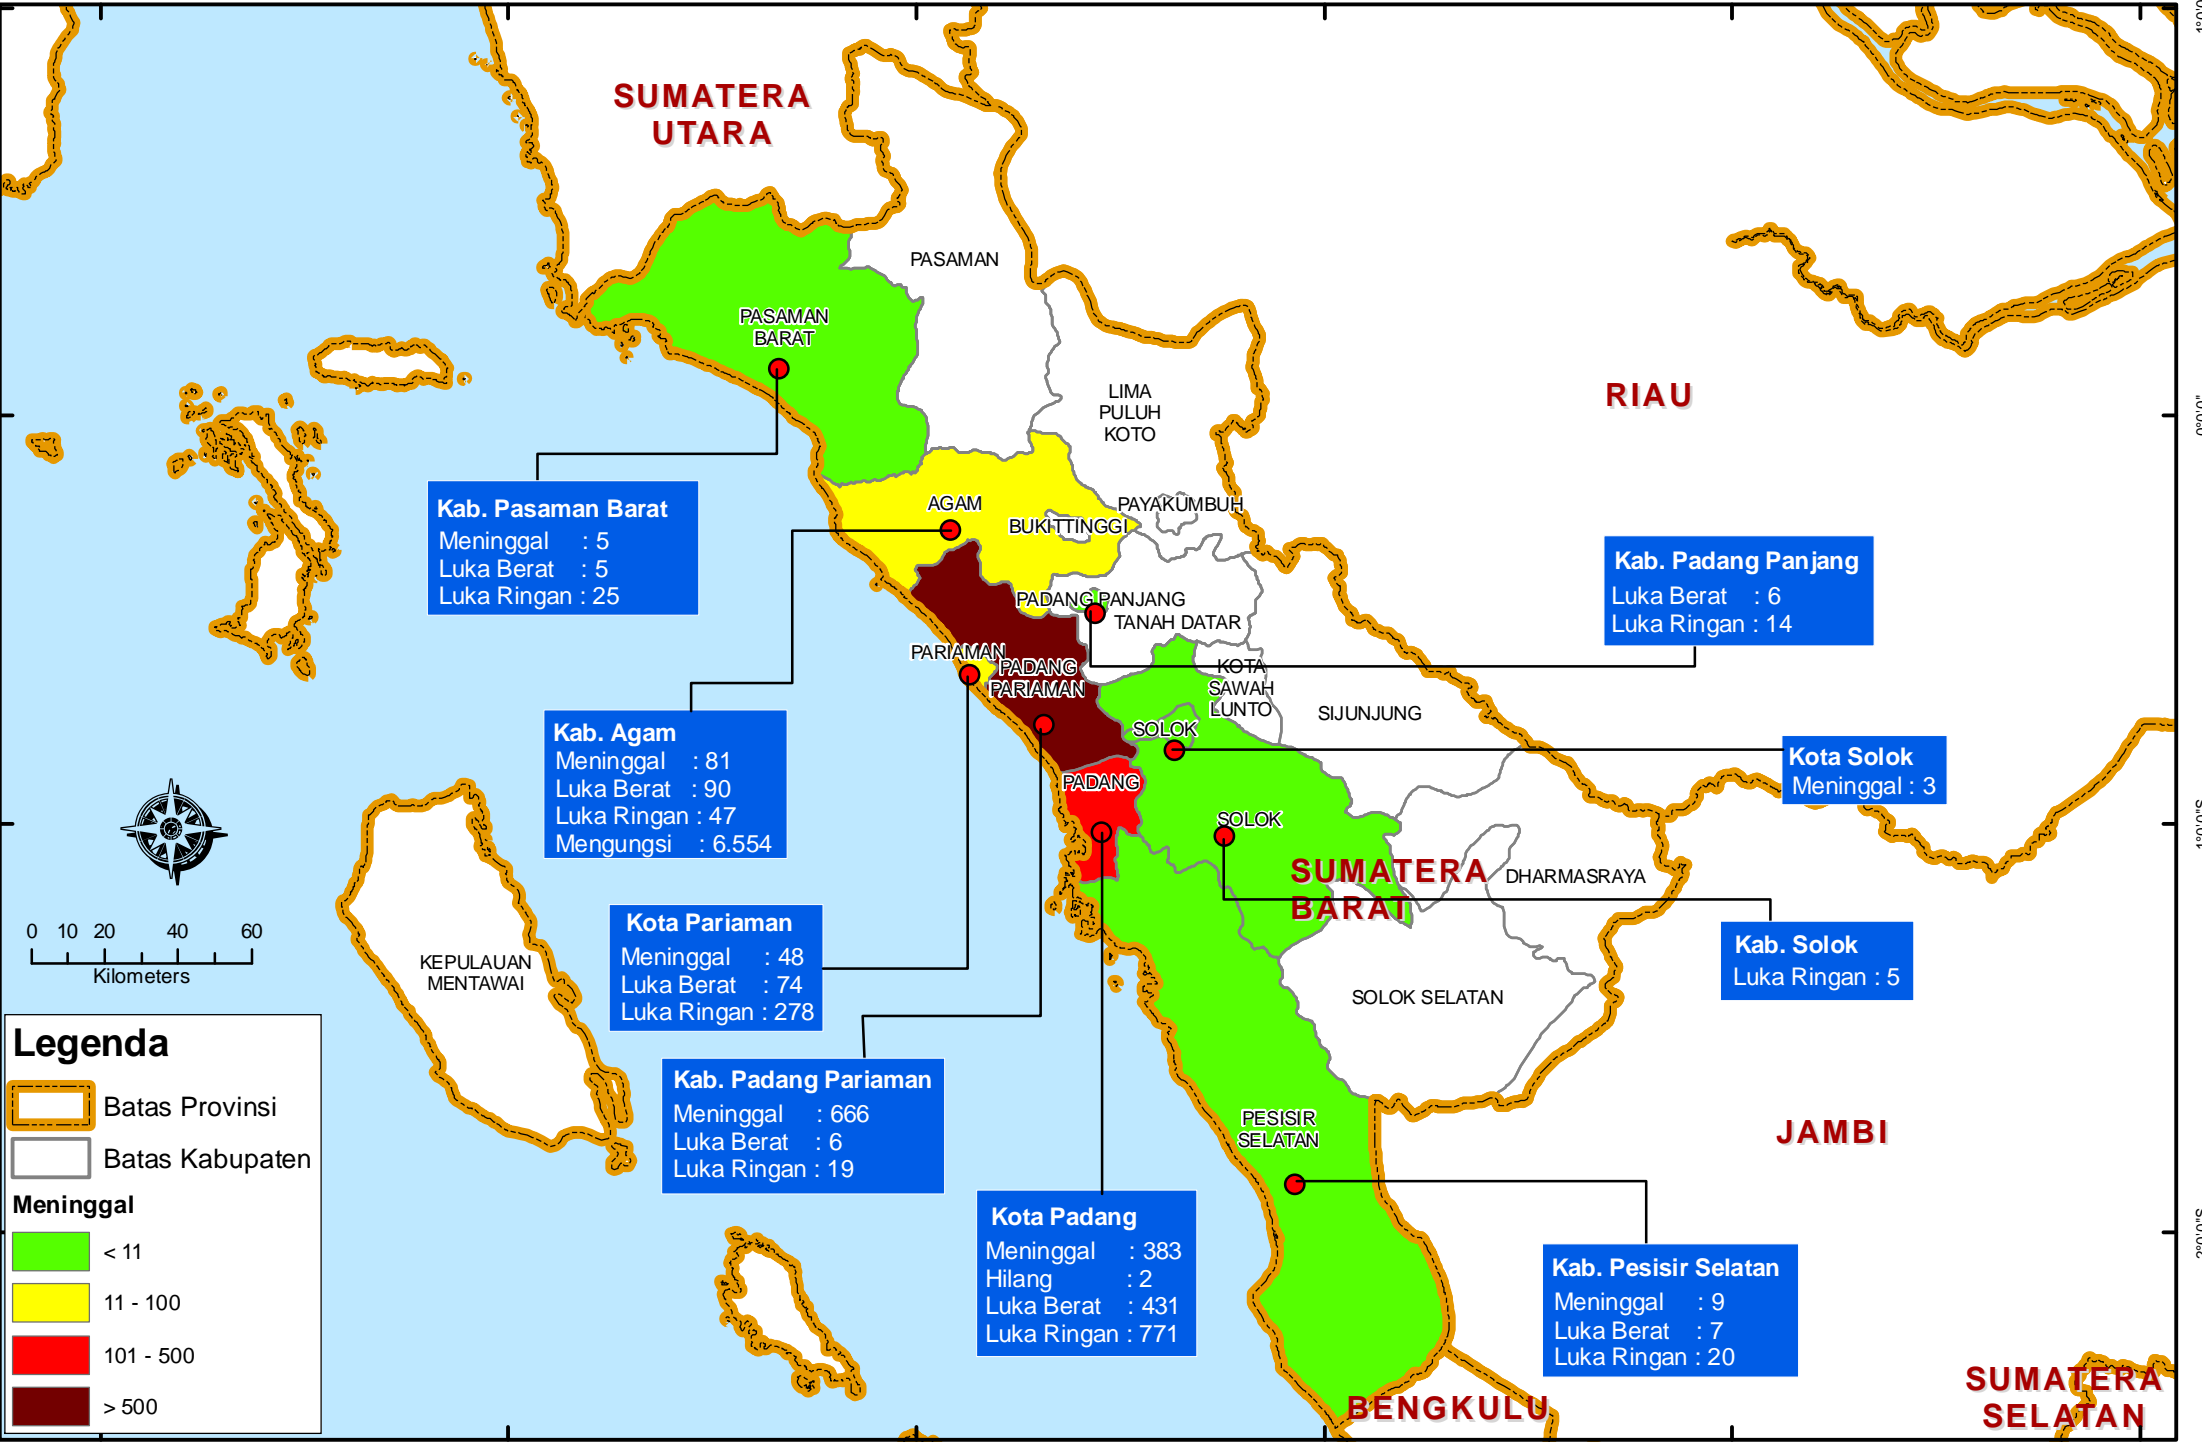 SUMATERA
UTARA
PASAMAN
PASAMAN
BARAT
LIMA
PULUH
KOTO
RIAU
Kab. Pasaman Barat
Meninggal : 5
Luka Berat : 5
Luka Ringan : 25
AGAM
BUKITTINGGI
PAYAKUMBUH
Kab. Padang Panjang
Luka Berat : 6
Luka Ringan : 14
PADANG PANJANG
TANAH DATAR
PARIAMAN
PADANG
PARIAMAN
KOTA
SAWAH
LUNTO
SIJUNJUNG
SOLOK
Kab. Agam
Meninggal : 81
Luka Berat : 90
Luka Ringan : 47
Mengungsi : 6.554
Kota Solok
Meninggal : 3
PADANG
SOLOK
SUMATERA
BARAT
DHARMASRAYA
Kota Pariaman
Meninggal : 48
Luka Berat : 74
Luka Ringan : 278
Kab. Solok
Luka Ringan : 5
0 10 20 40 60
Kilometers
KEPULAUAN
MENTAWAI
SOLOK SELATAN
Legenda
Batas Provinsi
Batas Kabupaten
Meninggal
< 11
11 - 100
101 - 500
> 500
Kab. Padang Pariaman
Meninggal : 666
Luka Berat : 6
Luka Ringan : 19
PESISIR
SELATAN
JAMBI
Kota Padang
Meninggal : 383
Hilang : 2
Luka Berat : 431
Luka Ringan : 771
Kab. Pesisir Selatan
Meninggal : 9
Luka Berat : 7
Luka Ringan : 20
BENGKULU
SUMATERA
SELATAN